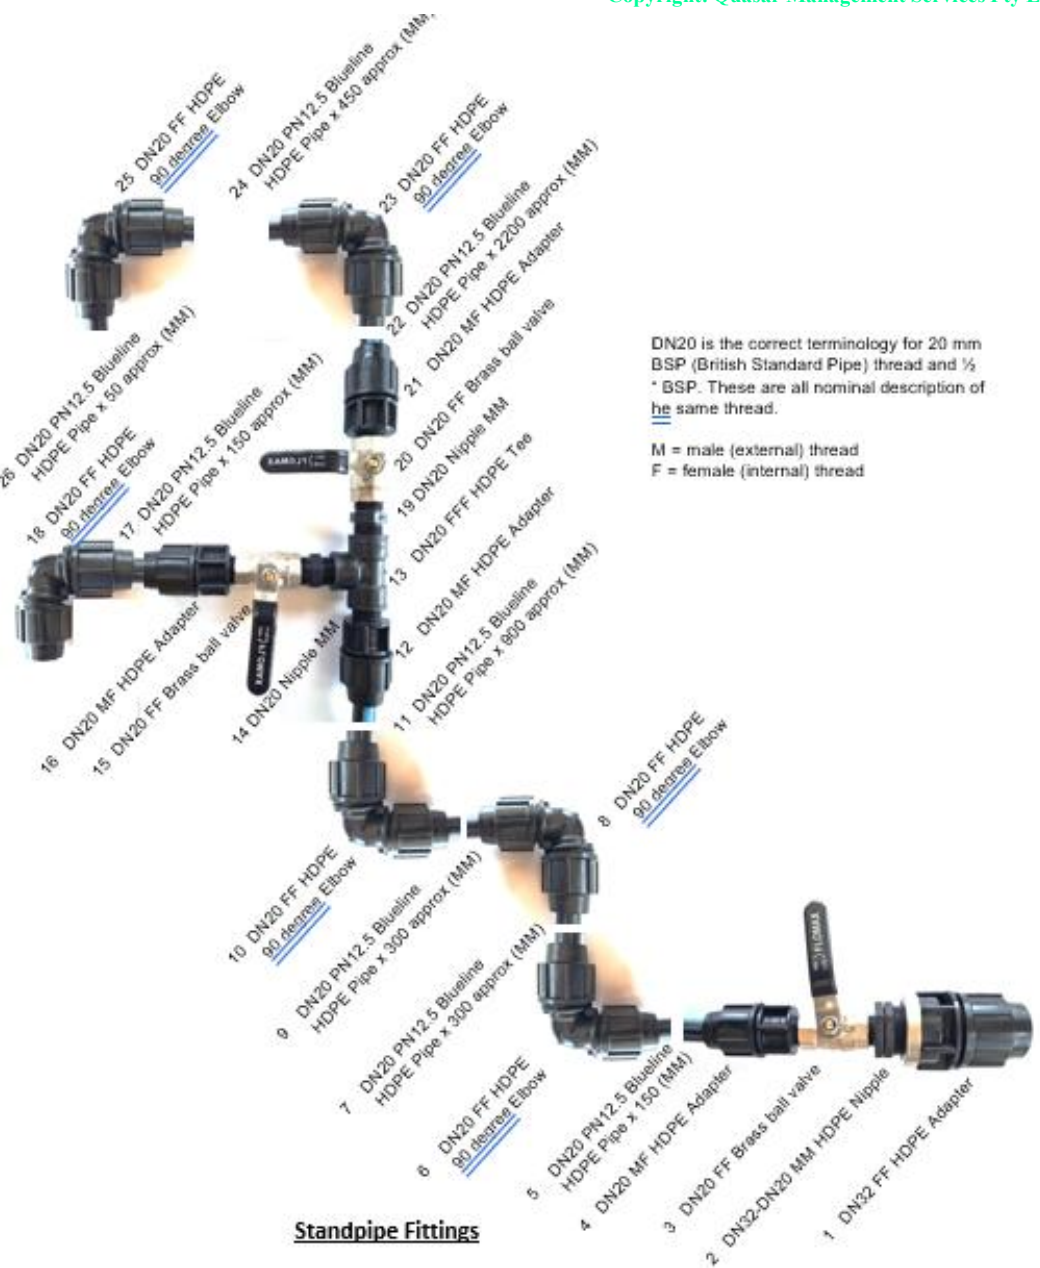 Copyright: Quasar Management Services Pty
25 DN20 FF HDPE
90 degree Elbow
24 DN20 PN12.5 Blueline
HDPE Pipe x 450 approx (MM)
23 DN20 FF HDPE
90 degree Elbow
22 DN20 PN12.5 Blueline
HDPE Pipe x 2200 approx (MM)
21 DN20 MF HDPE Adapter
20 DN20 FF Brass ball valve
19 DN20 Nipple MM
13 DN20 FFF HDPE Tee
12 DN20 MF HDPE Adapter
11 DN20 PN12.5 Blueline
HDPE Pipe x 900 approx (MM)
26 DN20 PN12.5 Blueline
HDPE Pipe x 50 approx (MM)
18 DN20 FF HDPE
90 degree Elbow
17 DN20 PN12.5 Blueline
HDPE Pipe x 150 approx (MM)
16 DN20 MF HDPE Adapter
15 DN20 FF Brass ball valve
14 DN20 Nipple MM
FLOMAX
FLOMAX
DN20 is the correct terminology for 20 mm
BSP (British Standard Pipe) thread and ½
" BSP. These are all nominal description of
he same thread.
M = male (external) thread
F = female (internal) thread
10 DN20 FF HDPE
90 degree Elbow
9 DN20 PN12.5 Blueline
HDPE Pipe x 300 approx (MM)
8 DN20 FF HDPE
90 degree Elbow
7 DN20 PN12.5 Blueline
HDPE Pipe x 300 approx (MM)
6 DN20 FF HDPE
90 degree Elbow
5 DN20 PN12.5 Blueline
HDPE Pipe x 150 (MM)
4 DN20 MF HDPE Adapter
3 DN20 FF Brass ball valve
2 DN32-DN20 MM HDPE Nipple
1 DN32 FF HDPE Adapter
FLOMAX
Standpipe Fittings